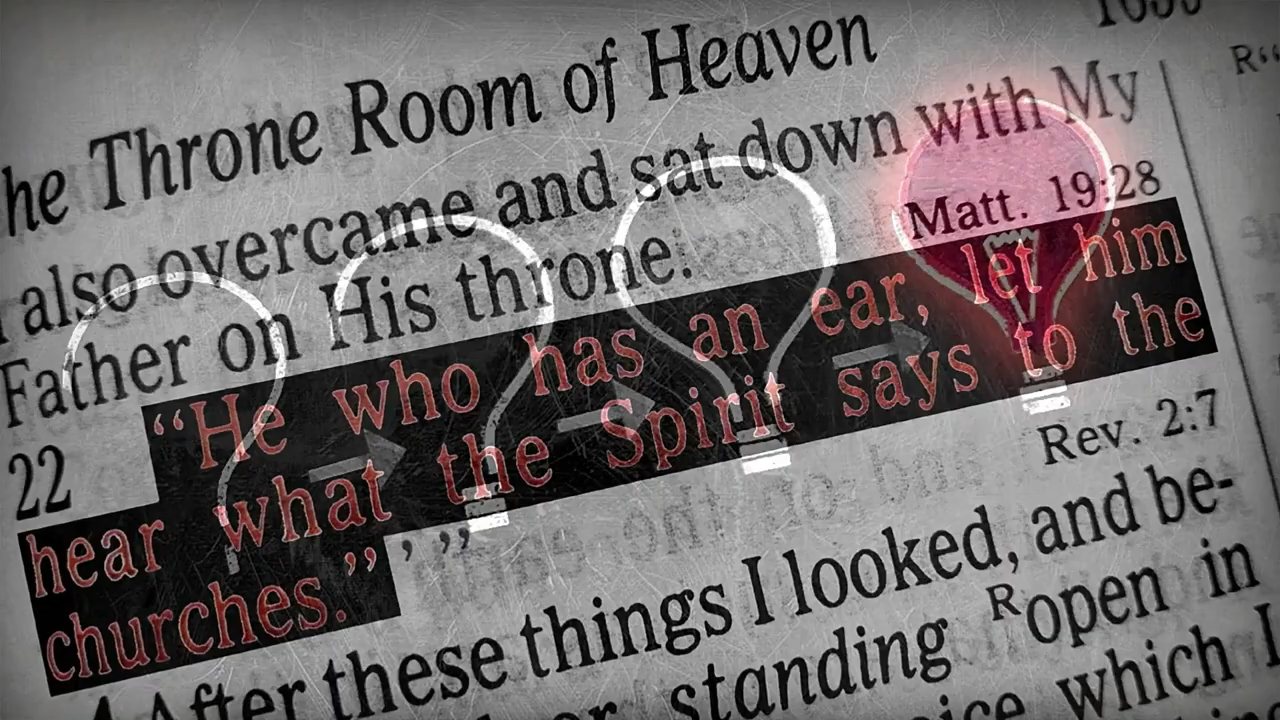 he Throne Room of Heaven
also overcame and sat down with My
Matt. 19:28
Father on His throne.
22 “He who has an ear, let him
hear what the Spirit says to the
churches.” ’ ”
Rev. 2:7
After these things I looked, and be-
standing R open in
which I